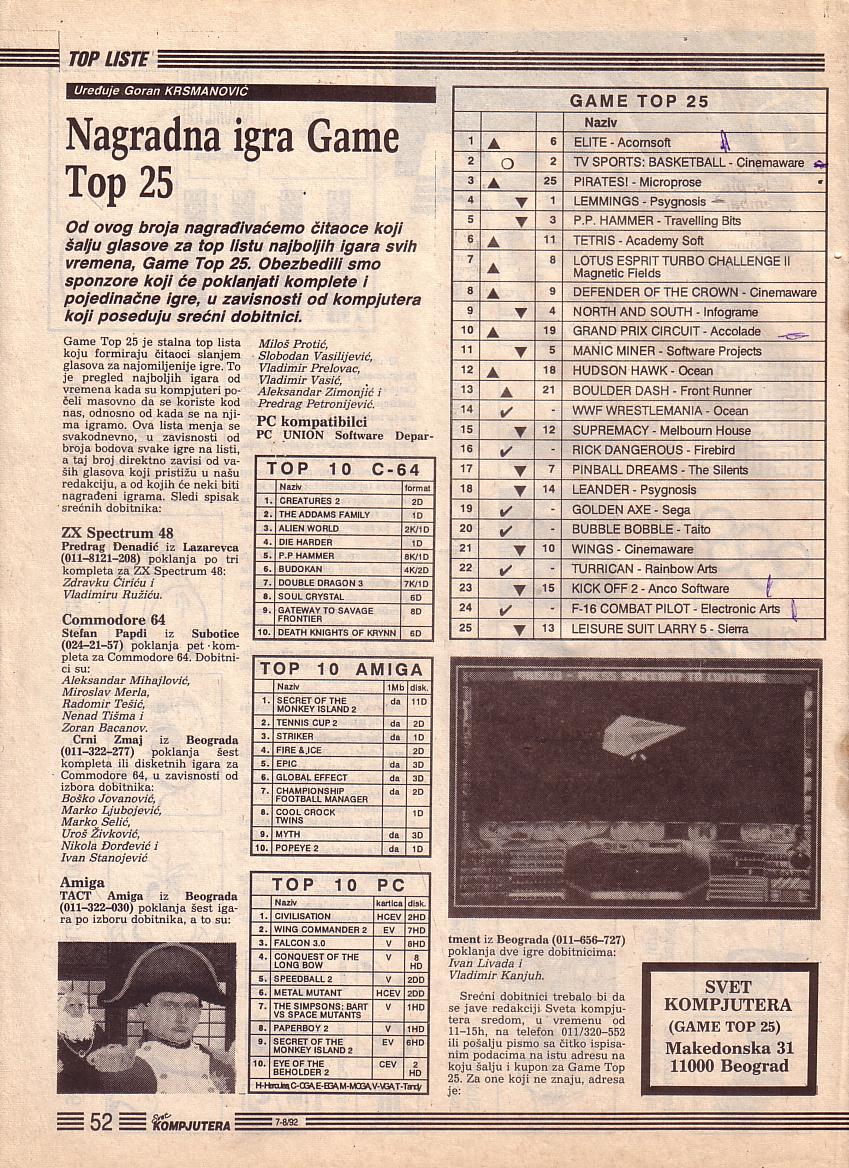 TOP LISTE
Uređuje Goran KRSMANOVIĆ
Nagradna igra Game
Top 25
Od ovog broja nagrađivaćemo čitaoce koji
šalju glasove za top listu najboljih igara svih
vremena, Game Top 25. Obezbedili smo
sponzore koji će poklanjati komplete i
pojedinačne igre, u zavisnosti od kompjutera
koji poseduju srećni dobitnici.
Game Top 25 je stalna top lista
koju formiraju čitaoci slanjem
glasova za najomiljenije igre. To
je pregled najboljih igara od
vremena kada su kompjuteri po-
čeli masovno da se koriste kod
nas, odnosno od kada se na nji-
ma igramo. Ova lista menja se
svakodnevno, u zavisnosti od
broja bodova svake igre na listi,
a taj broj direktno zavisi od va-
ših glasova koji pristižu u našu
redakciju, a od kojih će neki biti
nagrađeni igrama. Sledi spisak
srećnih dobitnika:
ZX Spectrum 48
Predrag Đenadić iz Lazarevca
(011–8121–208) poklanja po tri
kompleta za ZX Spectrum 48:
Zdravku Ćiriću i
Vladimiru Ružiću.
Commodore 64
Stefan Papdi iz Subotice
(024–21–57) poklanja pet kom-
pleta za Commodore 64. Dobitni-
ci su:
Aleksandar Mihajlović,
Miroslav Merla,
Radomir Tešić,
Nenad Tišma i
Zoran Bacanov.
Crni Zmaj iz Beograda
(011–322–277) poklanja šest
kompleta ili disketnih igara za
Commodore 64, u zavisnosti od
izbora dobitnika:
Boško Jovanović,
Marko Ljubojević,
Marko Selić,
Uroš Živković,
Nikola Đorđević i
Ivan Stanojević
Amiga
TACT Amiga iz Beograda
(011–322–030) poklanja šest iga-
ra po izboru dobitnika, a to su:
Miloš Protić,
Slobodan Vasilijević,
Vladimir Prelovac,
Vladimir Vasić,
Aleksandar Zimonjić i
Predrag Petronijević.
PC kompatibilci
PC UNION Software Depar-
TOP 10 C-64
Naziv format
1. CREATURES 2 2D
2. THE ADDAMS FAMILY 1D
3. ALIEN WORLD 2K/1D
4. DIE HARDER 1D
5. P.P HAMMER 8K/1D
6. BUDOKAN 4K/2D
7. DOUBLE DRAGON 3 7K/1D
8. SOUL CRYSTAL 6D
9. GATEWAY TO SAVAGE
FRONTIER 8D
10. DEATH KNIGHTS OF KRYNN 6D
TOP 10 AMIGA
Naziv 1Mb disk.
1. SECRET OF THE
MONKEY ISLAND 2 da 11D
2. TENNIS CUP 2 da 2D
3. STRIKER da 1D
4. FIRE & ICE 2D
5. EPIC da 3D
6. GLOBAL EFFECT da 3D
7. CHAMPIONSHIP
FOOTBALL MANAGER da 2D
8. COOL CROCK
TWINS 1D
9. MYTH da 3D
10. POPEYE 2 da 1D
TOP 10 PC
Naziv kartica disk.
1. CIVILISATION HCEV 2HD
2. WING COMMANDER 2 EV 7HD
3. FALCON 3.0 V 8HD
4. CONQUEST OF THE
LONG BOW V 8 HD
5. SPEEDBALL 2 V 2DD
6. METAL MUTANT HCEV 2DD
7. THE SIMPSONS: BART
VS SPACE MUTANTS V 1HD
8. PAPERBOY 2 V 1HD
9. SECRET OF THE
MONKEY ISLAND 2 EV 6HD
10. EYE OF THE
BEHOLDER 2 CEV 2 HD
H-Hercules, C-CGA, E-EGA, M-MCGA, V-VGA, T-Tandy
GAME TOP 25
Naziv
1 ▲ 6 ELITE - Acornsoft
2 O 2 TV SPORTS: BASKETBALL - Cinemaware
3 ▲ 25 PIRATES! - Microprose
4 ▼ 1 LEMMINGS - Psygnosis
5 ▼ 3 P.P. HAMMER - Travelling Bits
6 ▲ 11 TETRIS - Academy Soft
7 ▲ 8 LOTUS ESPRIT TURBO CHALLENGE II
Magnetic Fields
8 ▲ 9 DEFENDER OF THE CROWN - Cinemaware
9 ▼ 4 NORTH AND SOUTH - Infograme
10 ▲ 19 GRAND PRIX CIRCUIT - Accolade
11 ▼ 5 MANIC MINER - Software Projects
12 ▲ 18 HUDSON HAWK - Ocean
13 ▲ 21 BOULDER DASH - Front Runner
14 ✓ - WWF WRESTLEMANIA - Ocean
15 ▼ 12 SUPREMACY - Melbourn House
16 ✓ - RICK DANGEROUS - Firebird
17 ▼ 7 PINBALL DREAMS - The Silents
18 ▼ 14 LEANDER - Psygnosis
19 ✓ - GOLDEN AXE - Sega
20 ✓ - BUBBLE BOBBLE - Taito
21 ▼ 10 WINGS - Cinemaware
22 ✓ - TURRICAN - Rainbow Arts
23 ▼ 15 KICK OFF 2 - Anco Software
24 ✓ - F-16 COMBAT PILOT - Electronic Arts
25 ▼ 13 LEISURE SUIT LARRY 5 - Sierra
tment iz Beograda (011–656–727)
poklanja dve igre dobitnicima:
Ivan Livada i
Vladimir Kanjuh.
Srećni dobitnici trebalo bi da
se jave redakciji Sveta kompju-
tera sredom, u vremenu od
11–15h, na telefon 011/320–552
ili pošalju pismo sa čitko ispisa-
nim podacima na istu adresu na
koju šalju i kupon za Game Top
25. Za one koji ne znaju, adresa
je:
SVET
KOMPJUTERA
(GAME TOP 25)
Makedonska 31
11000 Beograd
52 Svet KOMPJUTERA 7-8/92